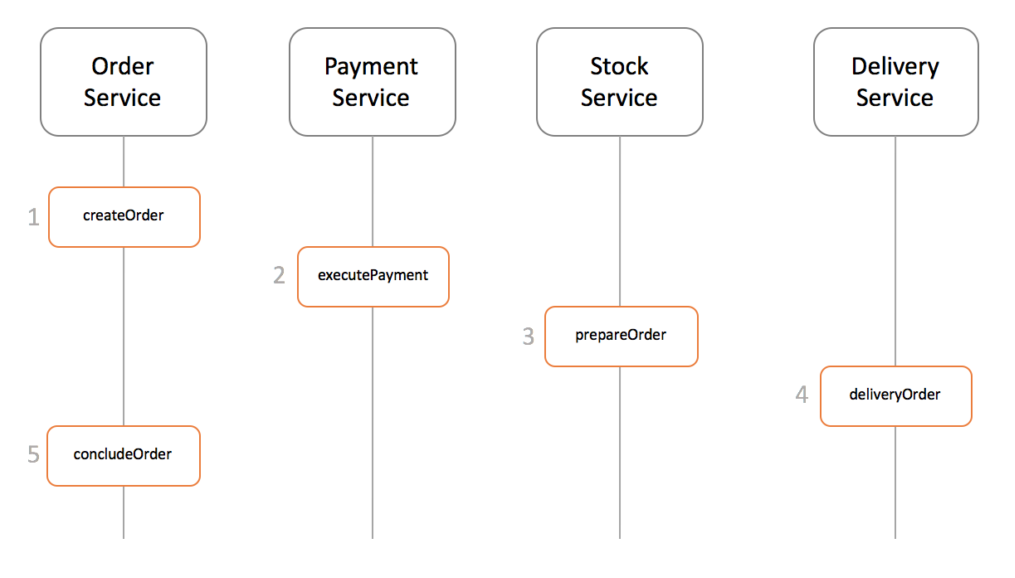 Order
Service
Payment
Service
Stock
Service
Delivery
Service
1
createOrder
2
executePayment
3
prepareOrder
4
deliveryOrder
5
concludeOrder